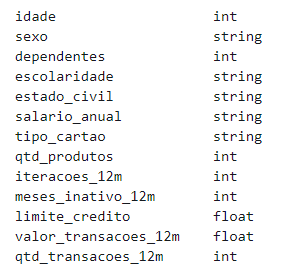 idade int
sexo string
dependentes int
escolaridade string
estado_civil string
salario_anual string
tipo_cartao string
qtd_produtos int
iteracoes_12m int
meses_inativo_12m int
limite_credito float
valor_transacoes_12m float
qtd_transacoes_12m int